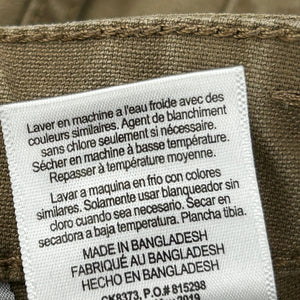 Laver en machine a l'eau froide avec des
couleurs similaires. Agent de blanchiment
sans chlore seulement si nécessaire.
Sécher en machine à basse température.
Repasser à température moyenne.
Lavar a maquina en frio con colores
similares. Solamente usar blanqueador sin
cloro cuando sea necesario. Secar en
secadora a baja temperatura. Plancha tibia.
MADE IN BANGLADESH
FABRIQUÉ AU BANGLADESH
HECHO EN BANGLADESH
CK8373, P.O.# 815298
2019